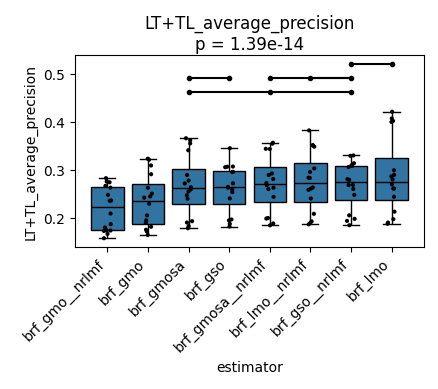 LT+TL_average_precision
p = 1.39e-14
LT+TL_average_precision
0.5
0.4
0.3
0.2
brf_gmo__nrlmf
brf_gmo
brf_gmosa
brf_gso
brf_gmosa__nrlmf
brf_lmo__nrlmf
brf_gso__nrlmf
brf_lmo
estimator